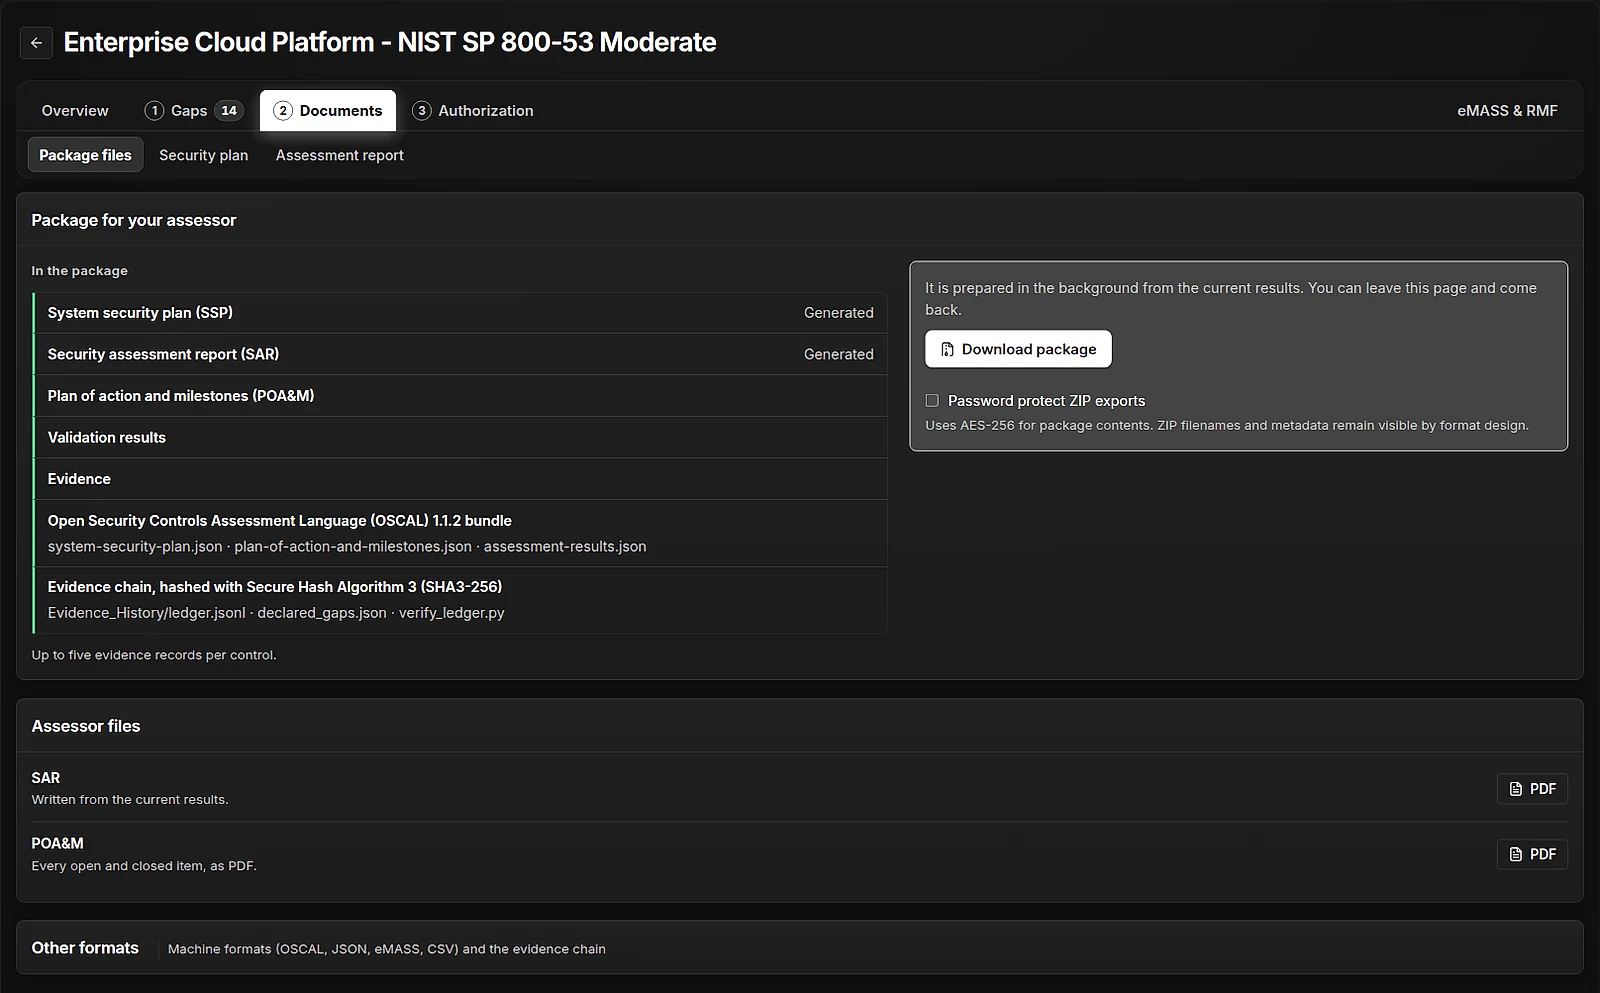 Enterprise Cloud Platform - NIST SP 800-53 Moderate
Overview
1 Gaps 14
2 Documents
3 Authorization
eMASS & RMF
Package files
Security plan
Assessment report
Package for your assessor
In the package
System security plan (SSP) Generated
Security assessment report (SAR) Generated
Plan of action and milestones (POA&M)
Validation results
Evidence
Open Security Controls Assessment Language (OSCAL) 1.1.2 bundle
system-security-plan.json · plan-of-action-and-milestones.json · assessment-results.json
Evidence chain, hashed with Secure Hash Algorithm 3 (SHA3-256)
Evidence_History/ledger.jsonl · declared_gaps.json · verify_ledger.py
Up to five evidence records per control.
It is prepared in the background from the current results. You can leave this page and come
back.
Download package
Password protect ZIP exports
Uses AES-256 for package contents. ZIP filenames and metadata remain visible by format design.
Assessor files
SAR
Written from the current results.
PDF
POA&M
Every open and closed item, as PDF.
PDF
Other formats
Machine formats (OSCAL, JSON, eMASS, CSV) and the evidence chain